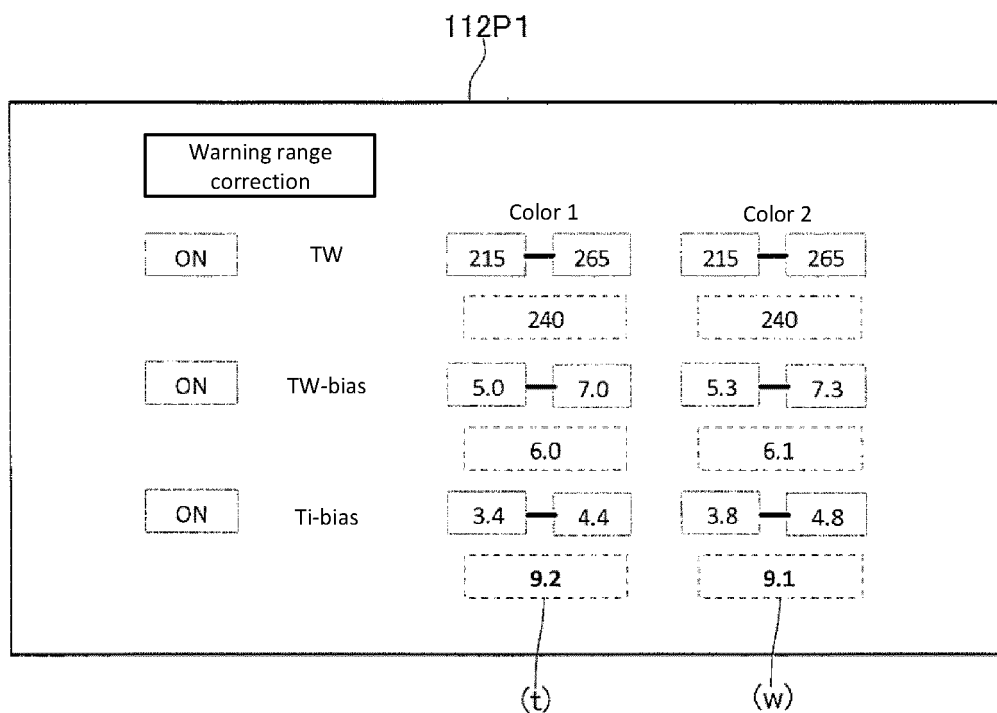 112P1
Warning range
correction
Color 1 Color 2
ON TW 215 265 215 265
240 240
ON TW-bias 5.0 7.0 5.3 7.3
6.0 6.1
ON Ti-bias 3.4 4.4 3.8 4.8
9.2 9.1
(t) (w)